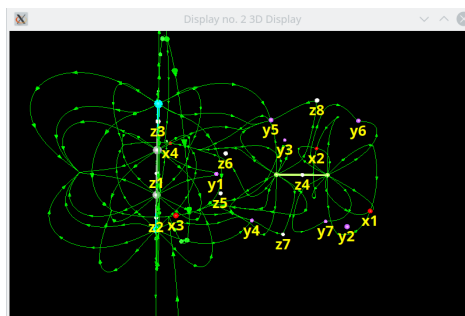 Display no. 2 3D Display
z8
z3
y5
y6
x4
z6
y3
x2
z1
y1
z4
z5
z2
x3
y4
x1
z7
y7
y2